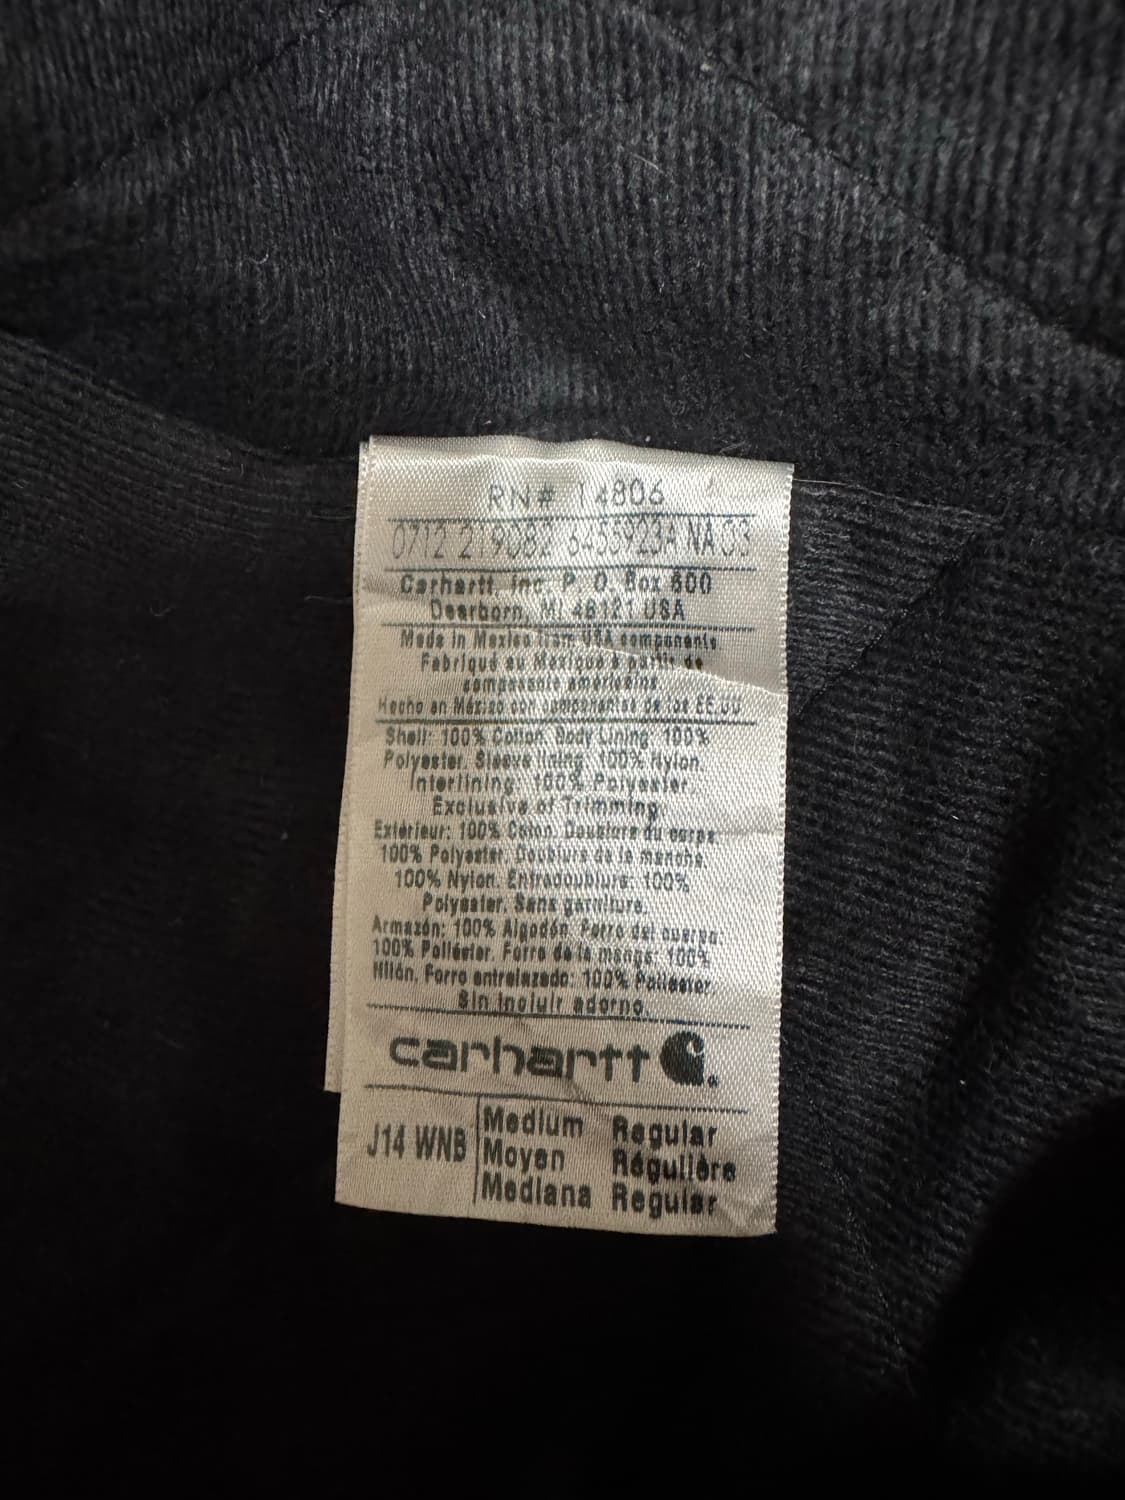 RN# 14806
0712 219082 6455923A NA 03
Carhartt, Inc. P. O. Box 600
Dearborn, MI 48121 USA
Made in Mexico from USA components
Fabriqué au Mexique à partir de
composants américains
Hecho en México con componentes de los EE.UU
Shell: 100% Cotton. Body Lining: 100%
Polyester. Sleeve lining: 100% Nylon.
Interlining: 100% Polyester.
Exclusive of Trimming.
Extérieur: 100% Coton. Doublure du corps:
100% Polyester. Doublure de la manche:
100% Nylon. Entredoublure: 100%
Polyester. Sans garniture.
Armazón: 100% Algodón. Forro del cuerpo:
100% Poliéster. Forro de la manga: 100%
Nilón. Forro entrelazado: 100% Poliéster.
Sin incluir adorno.
carhartt
J14 WNB
Medium Regular
Moyen Régulière
Mediana Regular